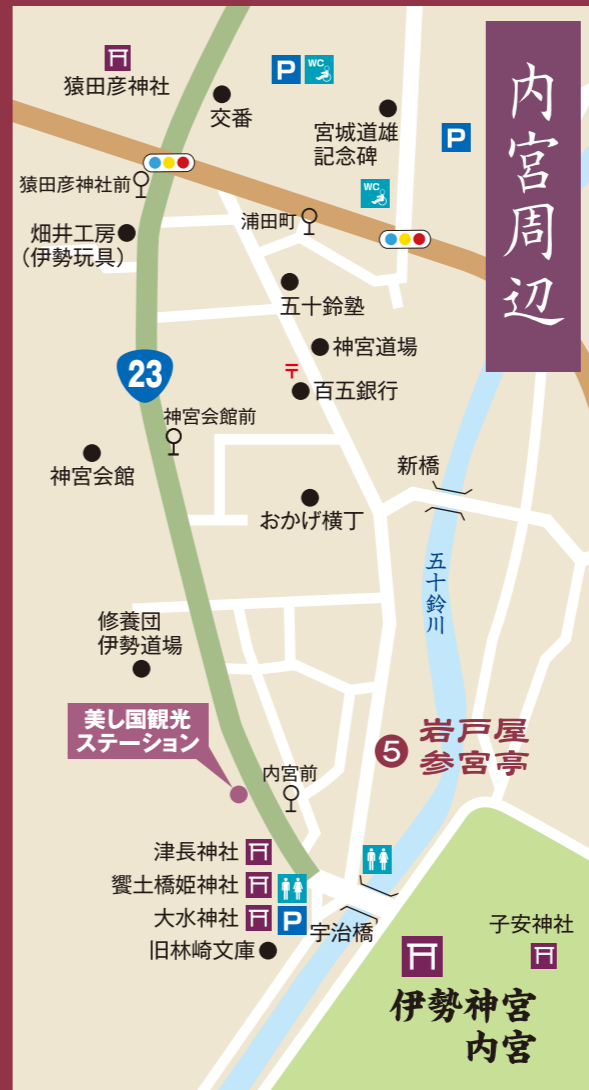 内宮周辺
猿田彦神社
P
WC
交番
宮城道雄
記念碑
P
WC
猿田彦神社前
浦田町
畑井工房
（伊勢玩具）
五十鈴塾
神宮道場
〒
百五銀行
23
神宮会館前
神宮会館
新橋
おかげ横丁
五十鈴川
修養団
伊勢道場
美し国観光
ステーション
5 岩戸屋
参宮亭
内宮前
津長神社
饗土橋姫神社
大水神社
P
宇治橋
旧林崎文庫
子安神社
伊勢神宮
内宮